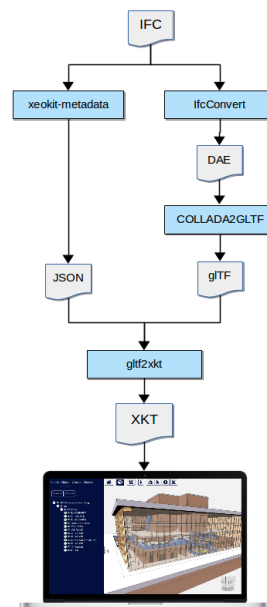 IFC
xeokit-metadata
IfcConvert
DAE
COLLADA2GLTF
JSON
glTF
gltf2xkt
XKT